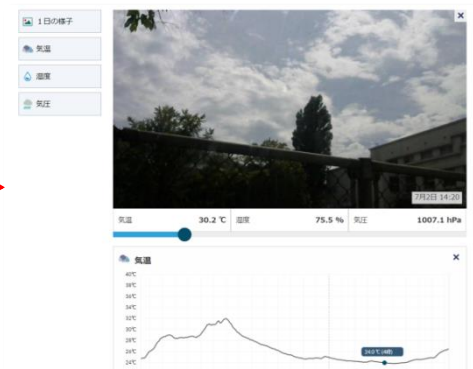 1日の様子
気温
湿度
気圧
7月2日 14:20
気温 30.2 ℃ 湿度 75.5 % 気圧 1007.1 hPa
気温
40℃
38℃
36℃
34℃
32℃
30℃
28℃
26℃
24℃